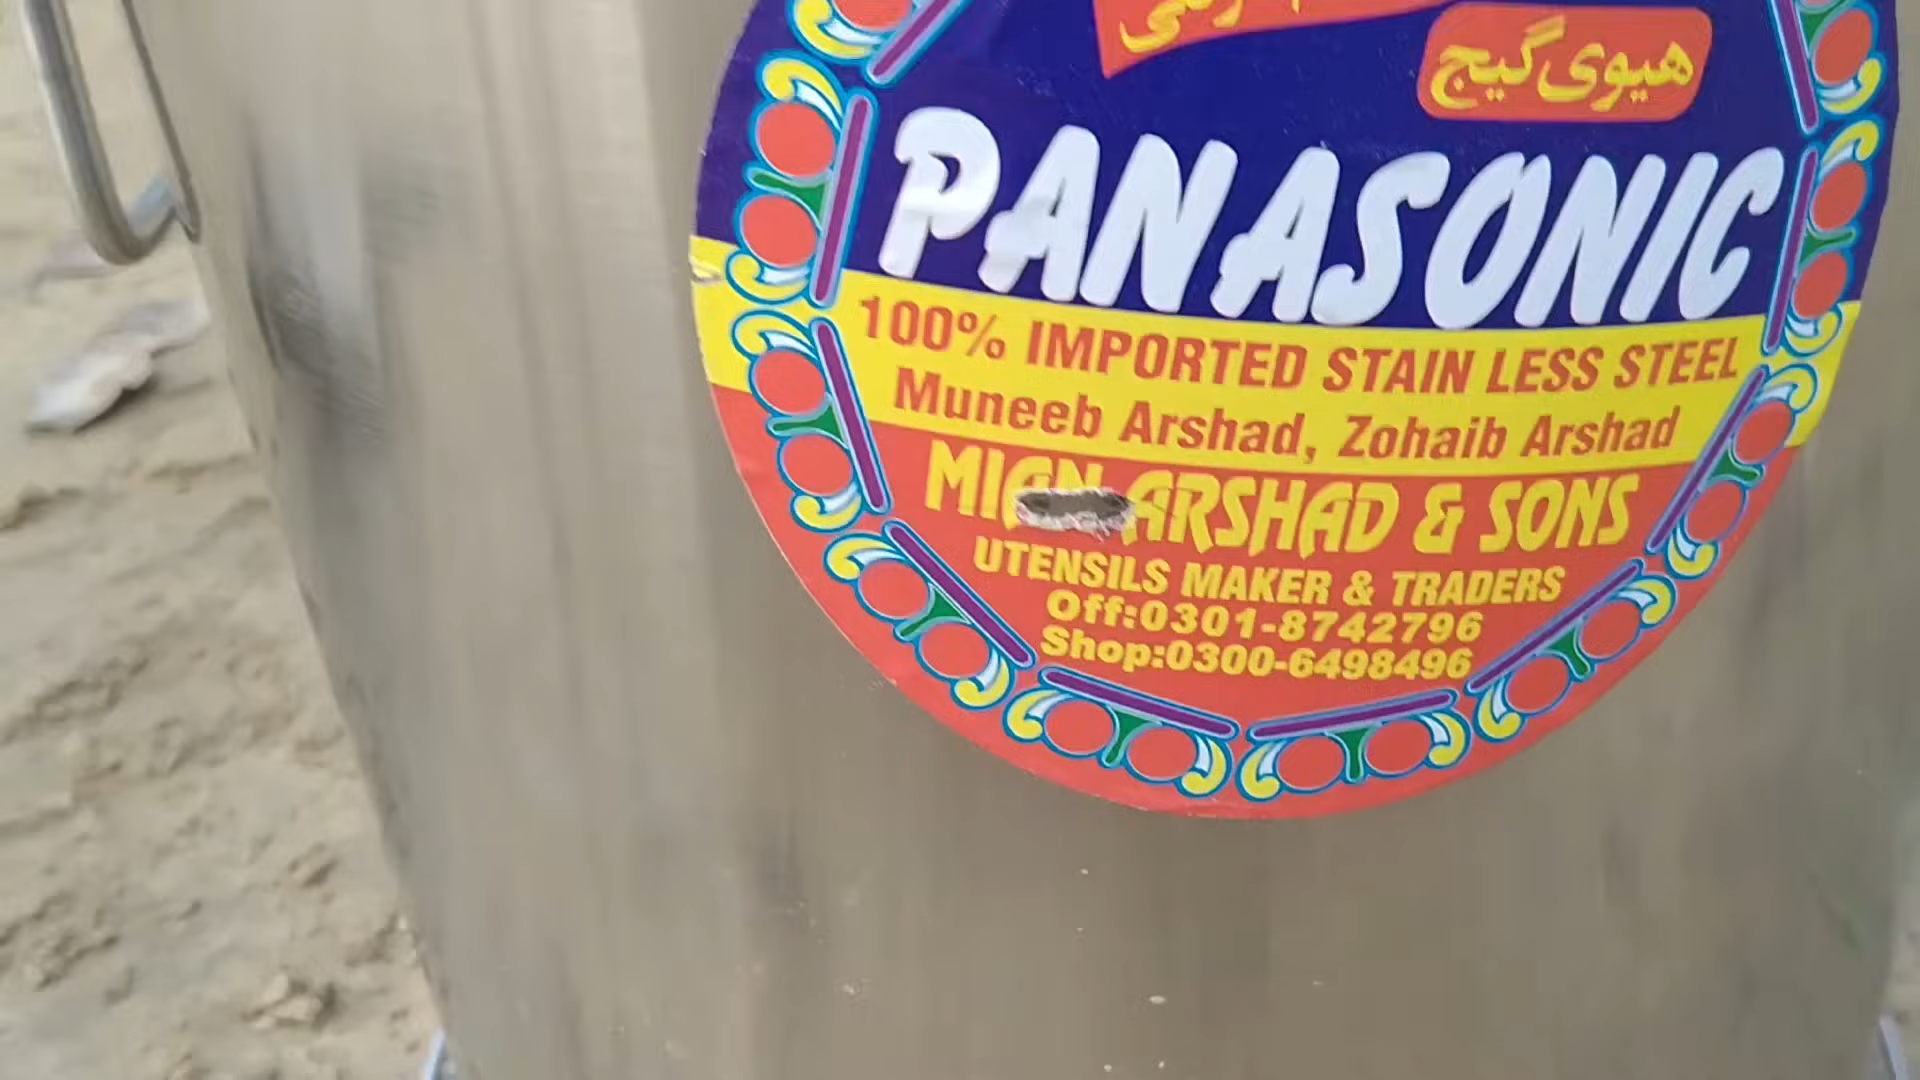 ہیوی گیج
PANASONIC
100% IMPORTED STAIN LESS STEEL
Muneeb Arshad, Zohaib Arshad
MIAN ARSHAD & SONS
UTENSILS MAKER & TRADERS
Off:0301-8742796
Shop:0300-6498496